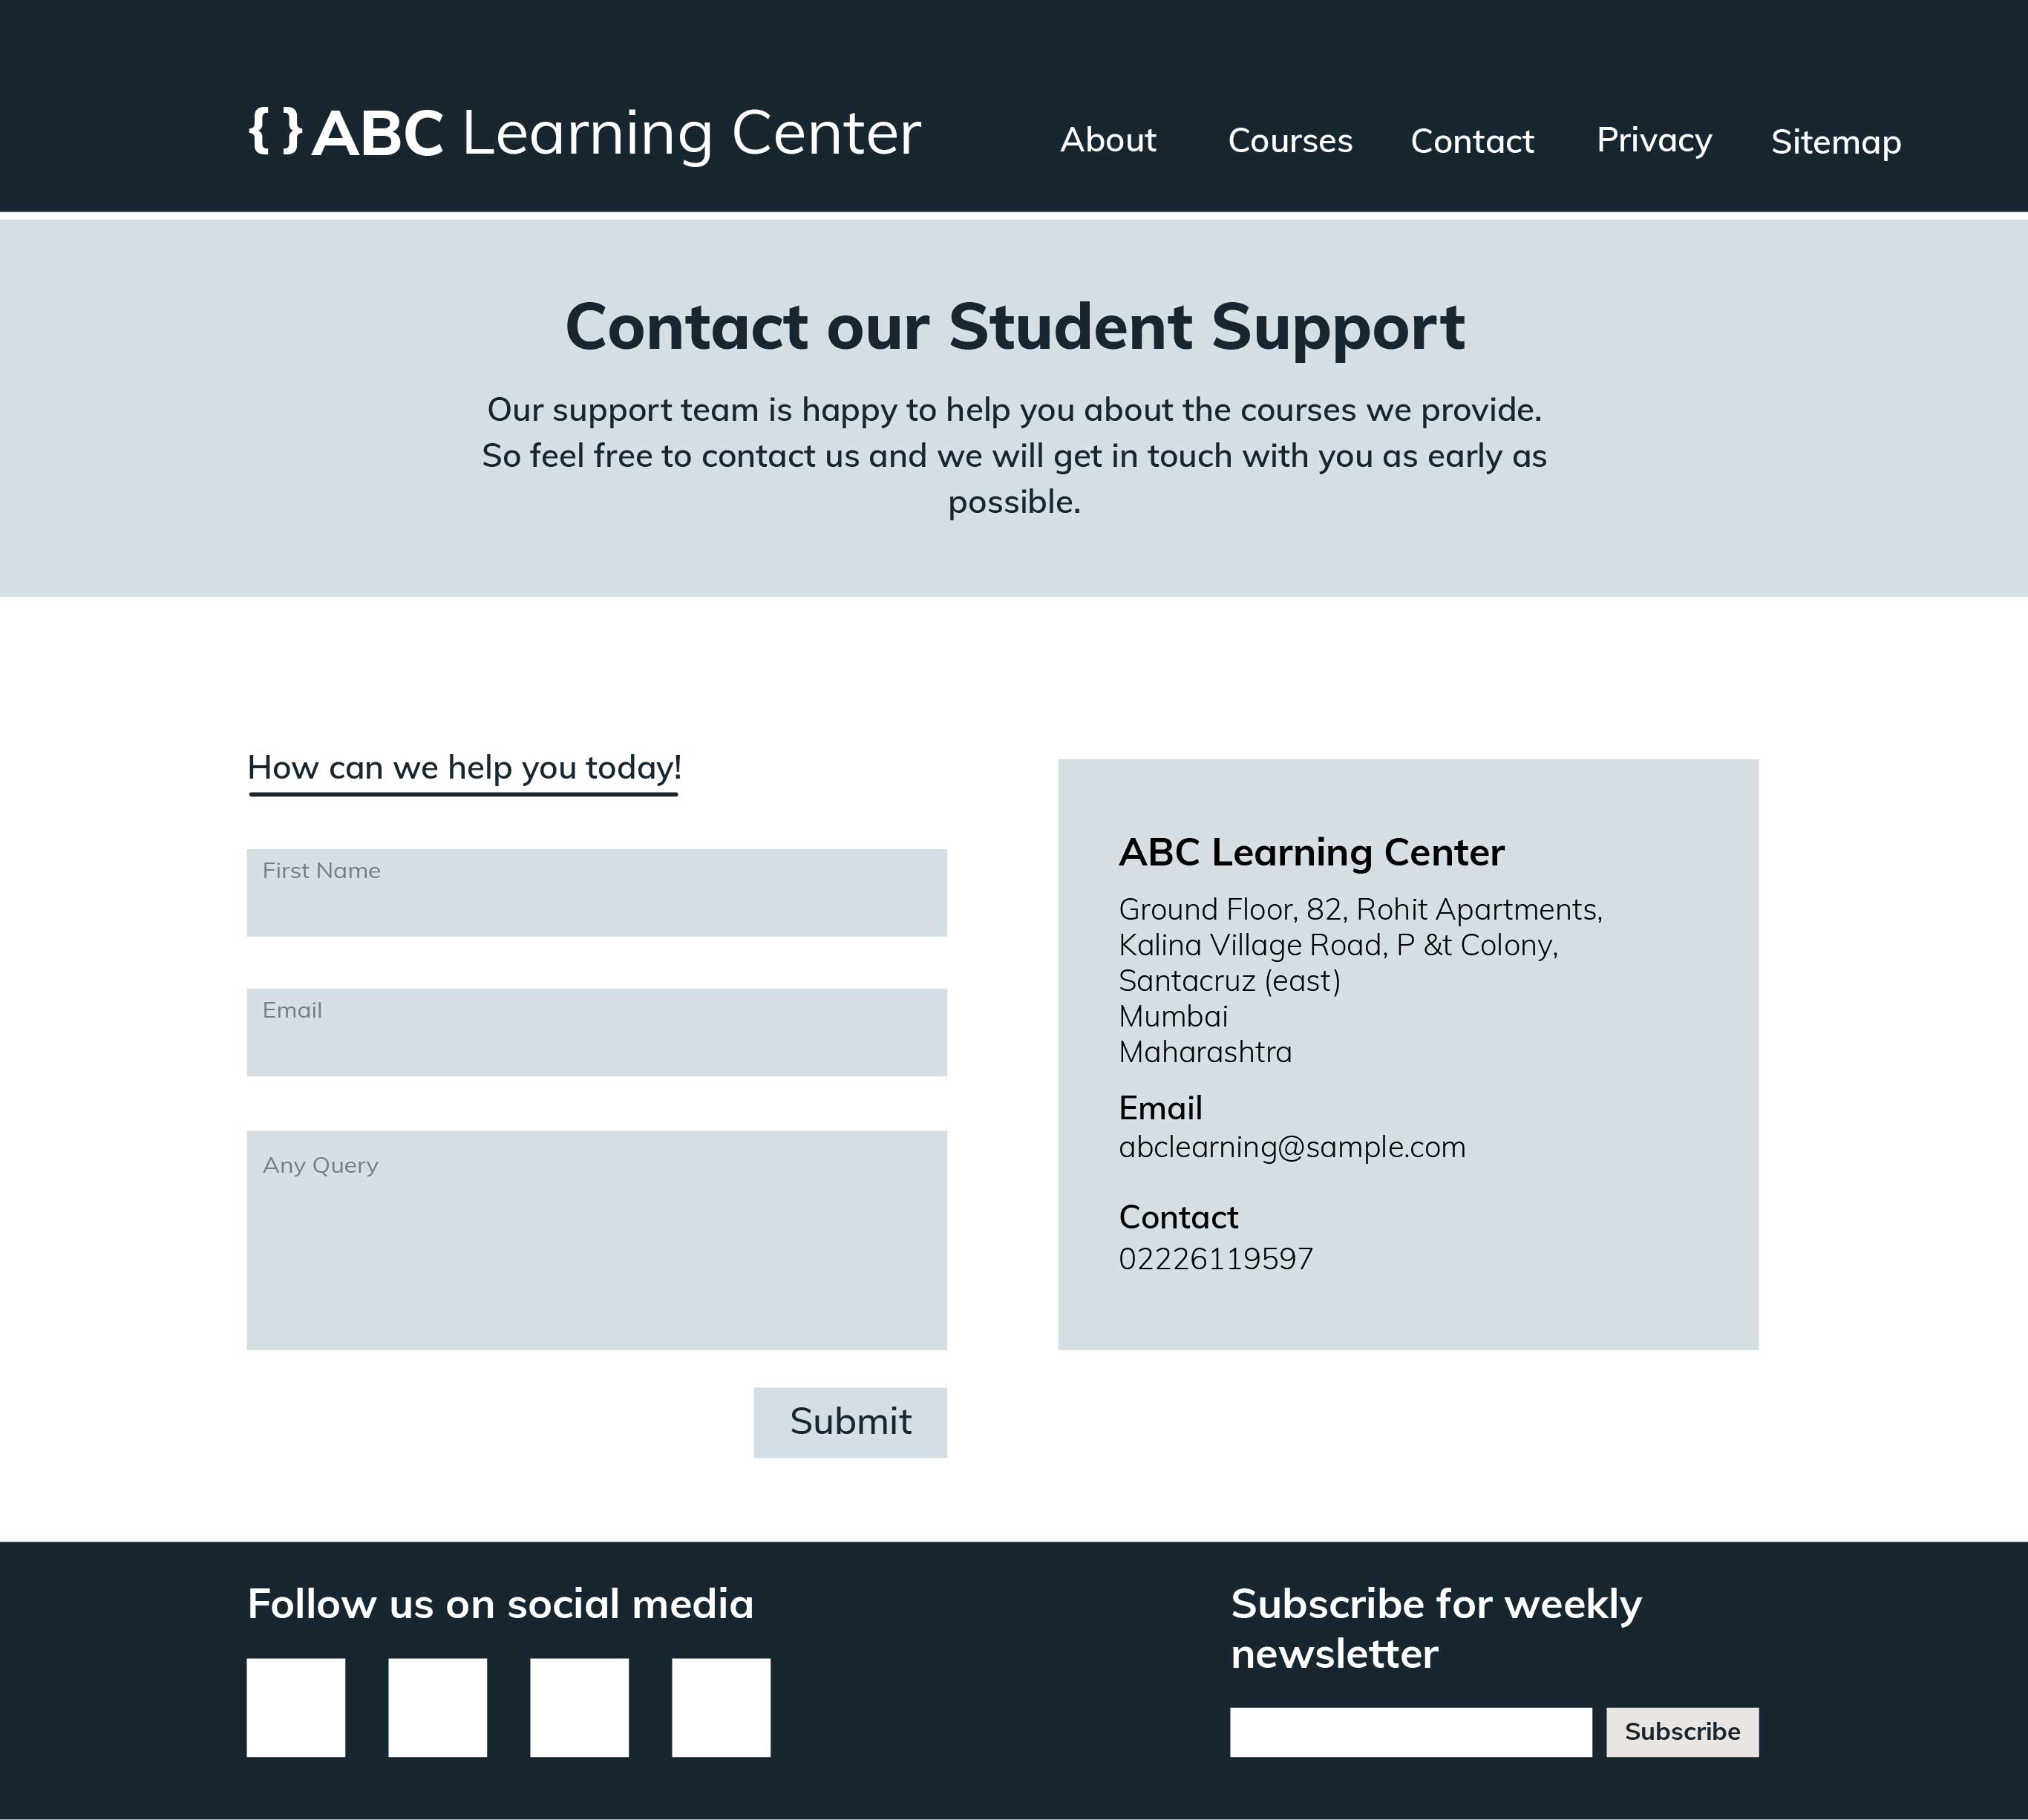 { } ABC Learning Center
About Courses Contact Privacy Sitemap
Contact our Student Support
Our support team is happy to help you about the courses we provide.
So feel free to contact us and we will get in touch with you as early as
possible.
How can we help you today!
First Name
Email
Any Query
Submit
ABC Learning Center
Ground Floor, 82, Rohit Apartments,
Kalina Village Road, P &t Colony,
Santacruz (east)
Mumbai
Maharashtra
Email
abclearning@sample.com
Contact
02226119597
Follow us on social media
Subscribe for weekly
newsletter
Subscribe